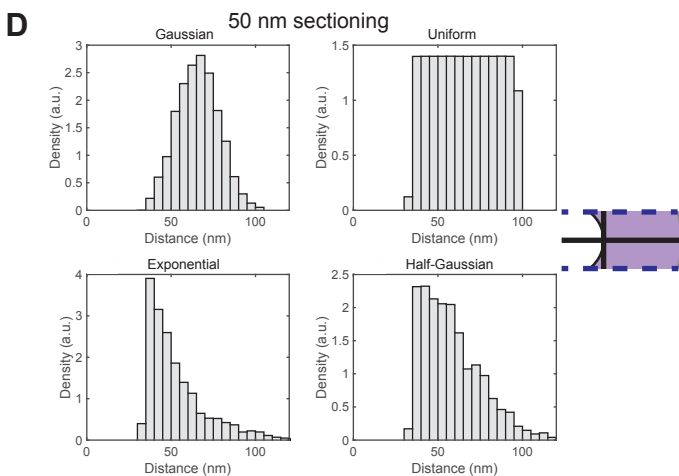 D
50 nm sectioning
Gaussian
Uniform
3
2.5
2
1.5
1
0.5
0
Density (a.u.)
0
50
100
Distance (nm)
1.5
1
0.5
0
Density (a.u.)
0
50
100
Distance (nm)
Exponential
Half-Gaussian
4
3
2
1
0
Density (a.u.)
0
50
100
Distance (nm)
2.5
2
1.5
1
0.5
0
Density (a.u.)
0
50
100
Distance (nm)